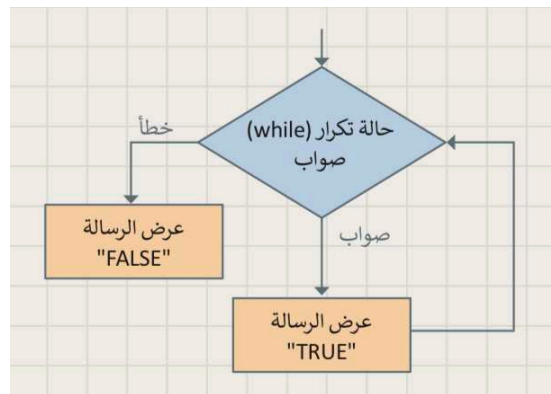 حالة تكرار (while)
صواب
خطأ
عرض الرسالة
"FALSE"
صواب
عرض الرسالة
"TRUE"